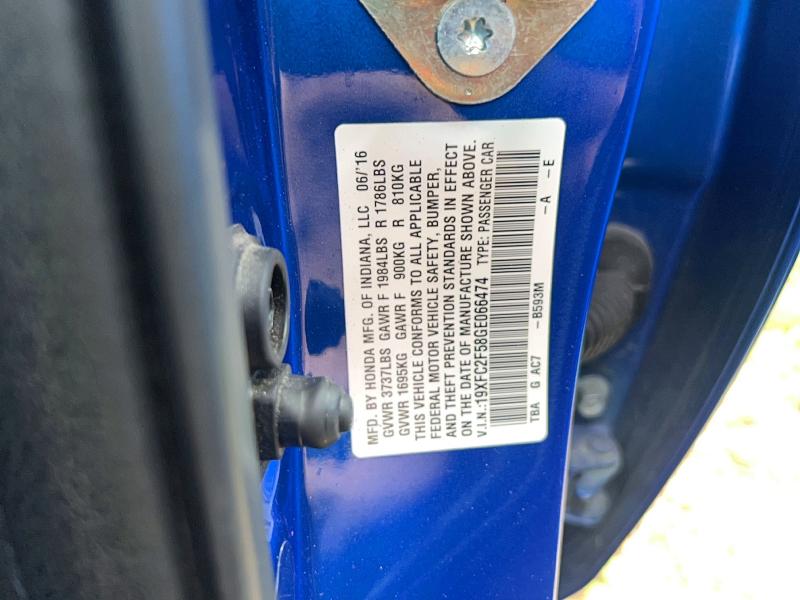 MFD. BY HONDA MFG. OF INDIANA, LLC 06/'16
GVWR 3737LBS GAWR F 1984LBS R 1786LBS
GVWR 1695KG GAWR F 900KG R 810KG
THIS VEHICLE CONFORMS TO ALL APPLICABLE
FEDERAL MOTOR VEHICLE SAFETY, BUMPER,
AND THEFT PREVENTION STANDARDS IN EFFECT
ON THE DATE OF MANUFACTURE SHOWN ABOVE.
V.I.N.:19XFC2F58GE066474 TYPE: PASSENGER CAR
TBA G AC7 –B593M –A –E